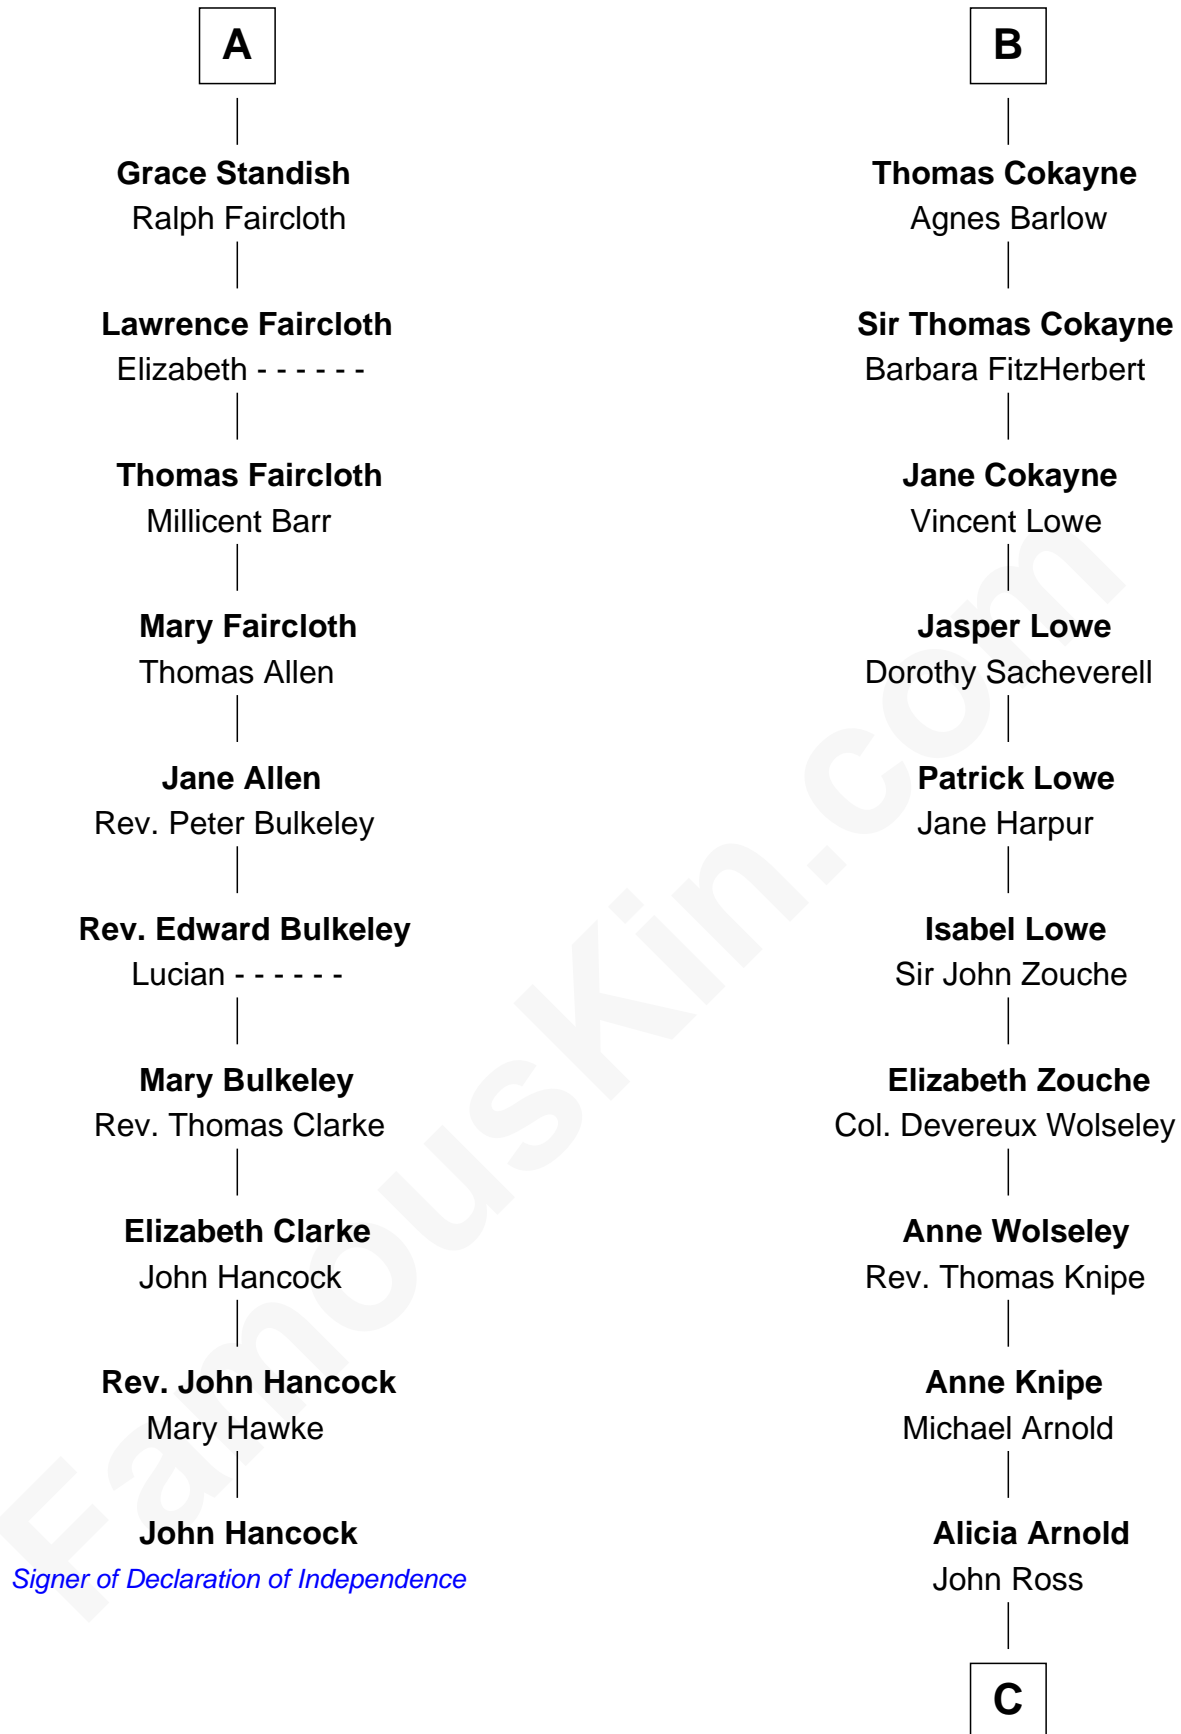 A
Grace Standish
Ralph Faircloth
Lawrence Faircloth
Elizabeth - - - - - -
Thomas Faircloth
Millicent Barr
Mary Faircloth
Thomas Allen
Jane Allen
Rev. Peter Bulkeley
Rev. Edward Bulkeley
Lucian - - - - - -
Mary Bulkeley
Rev. Thomas Clarke
Elizabeth Clarke
John Hancock
Rev. John Hancock
Mary Hawke
John Hancock
Signer of Declaration of Independence
B
Thomas Cokayne
Agnes Barlow
Sir Thomas Cokayne
Barbara FitzHerbert
Jane Cokayne
Vincent Lowe
Jasper Lowe
Dorothy Sacheverell
Patrick Lowe
Jane Harpur
Isabel Lowe
Sir John Zouche
Elizabeth Zouche
Col. Devereux Wolseley
Anne Wolseley
Rev. Thomas Knipe
Anne Knipe
Michael Arnold
Alicia Arnold
John Ross
C
FamousKin.com